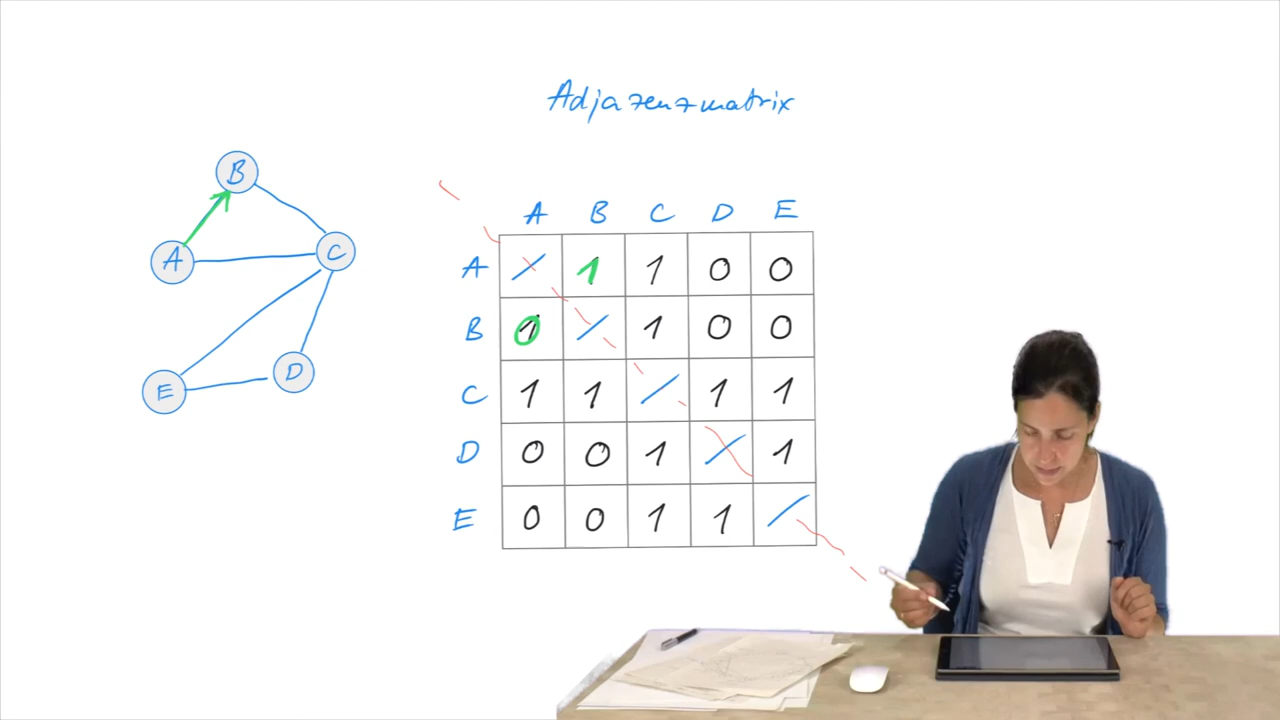 Adjazenzmatrix
B
A
C
D
E
A B C D E
A / 1 1 0 0
B 0 / 1 0 0
C 1 1 / 1 1
D 0 0 1 / 1
E 0 0 1 1 /